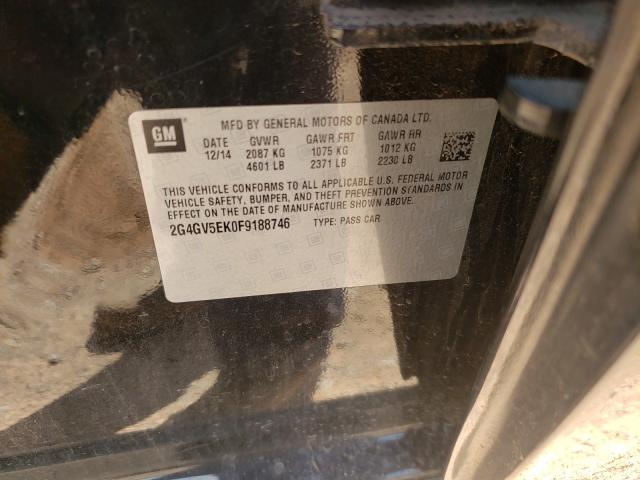 GM
MFD BY GENERAL MOTORS OF CANADA LTD.
DATE GVWR GAWR FRT GAWR RR
12/14 2087 KG 1075 KG 1012 KG
4601 LB 2371 LB 2230 LB
THIS VEHICLE CONFORMS TO ALL APPLICABLE U.S. FEDERAL MOTOR
VEHICLE SAFETY, BUMPER, AND THEFT PREVENTION STANDARDS IN
EFFECT ON THE DATE OF MANUFACTURE SHOWN ABOVE.
2G4GV5EK0F9188746 TYPE: PASS CAR